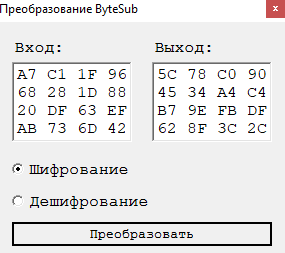 Преобразование ByteSub
x
Вход: Выход:
A7 C1 1F 96 5C 78 C0 90
68 28 1D 88 45 34 A4 C4
20 DF 63 EF B7 9E FB DF
AB 73 6D 42 62 8F 3C 2C
Шифрование
Дешифрование
Преобразовать